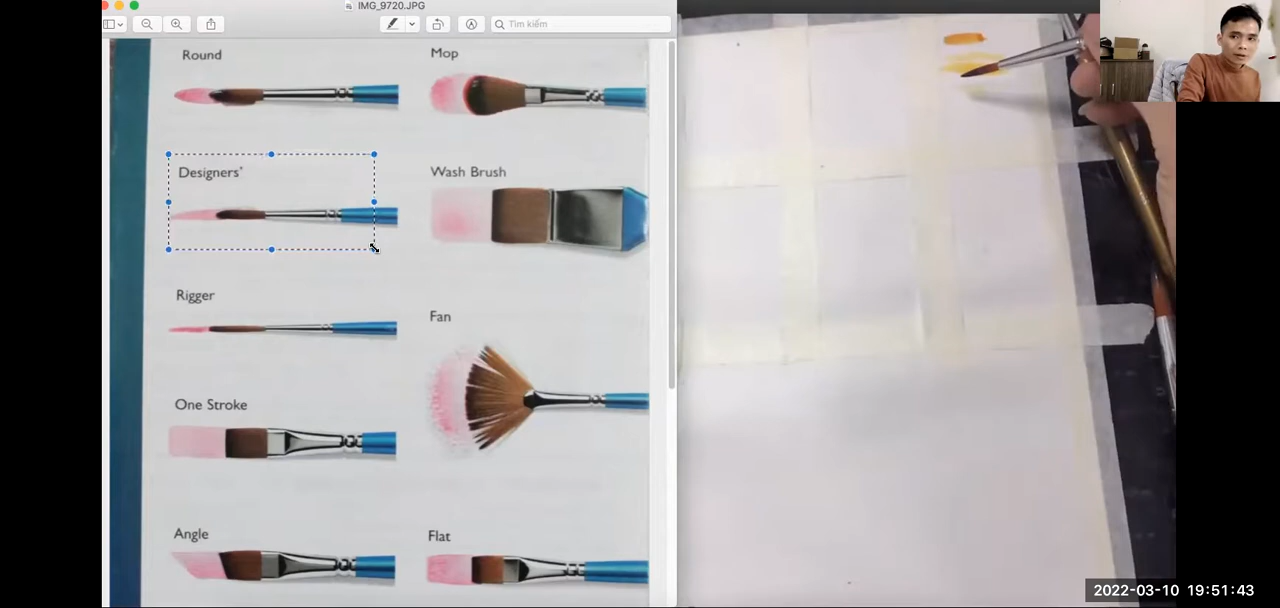 IMG_9720.JPG
Tìm kiếm
Round
Mop
Designers'
Wash Brush
Rigger
Fan
One Stroke
Angle
Flat
2022-03-10 19:51:43